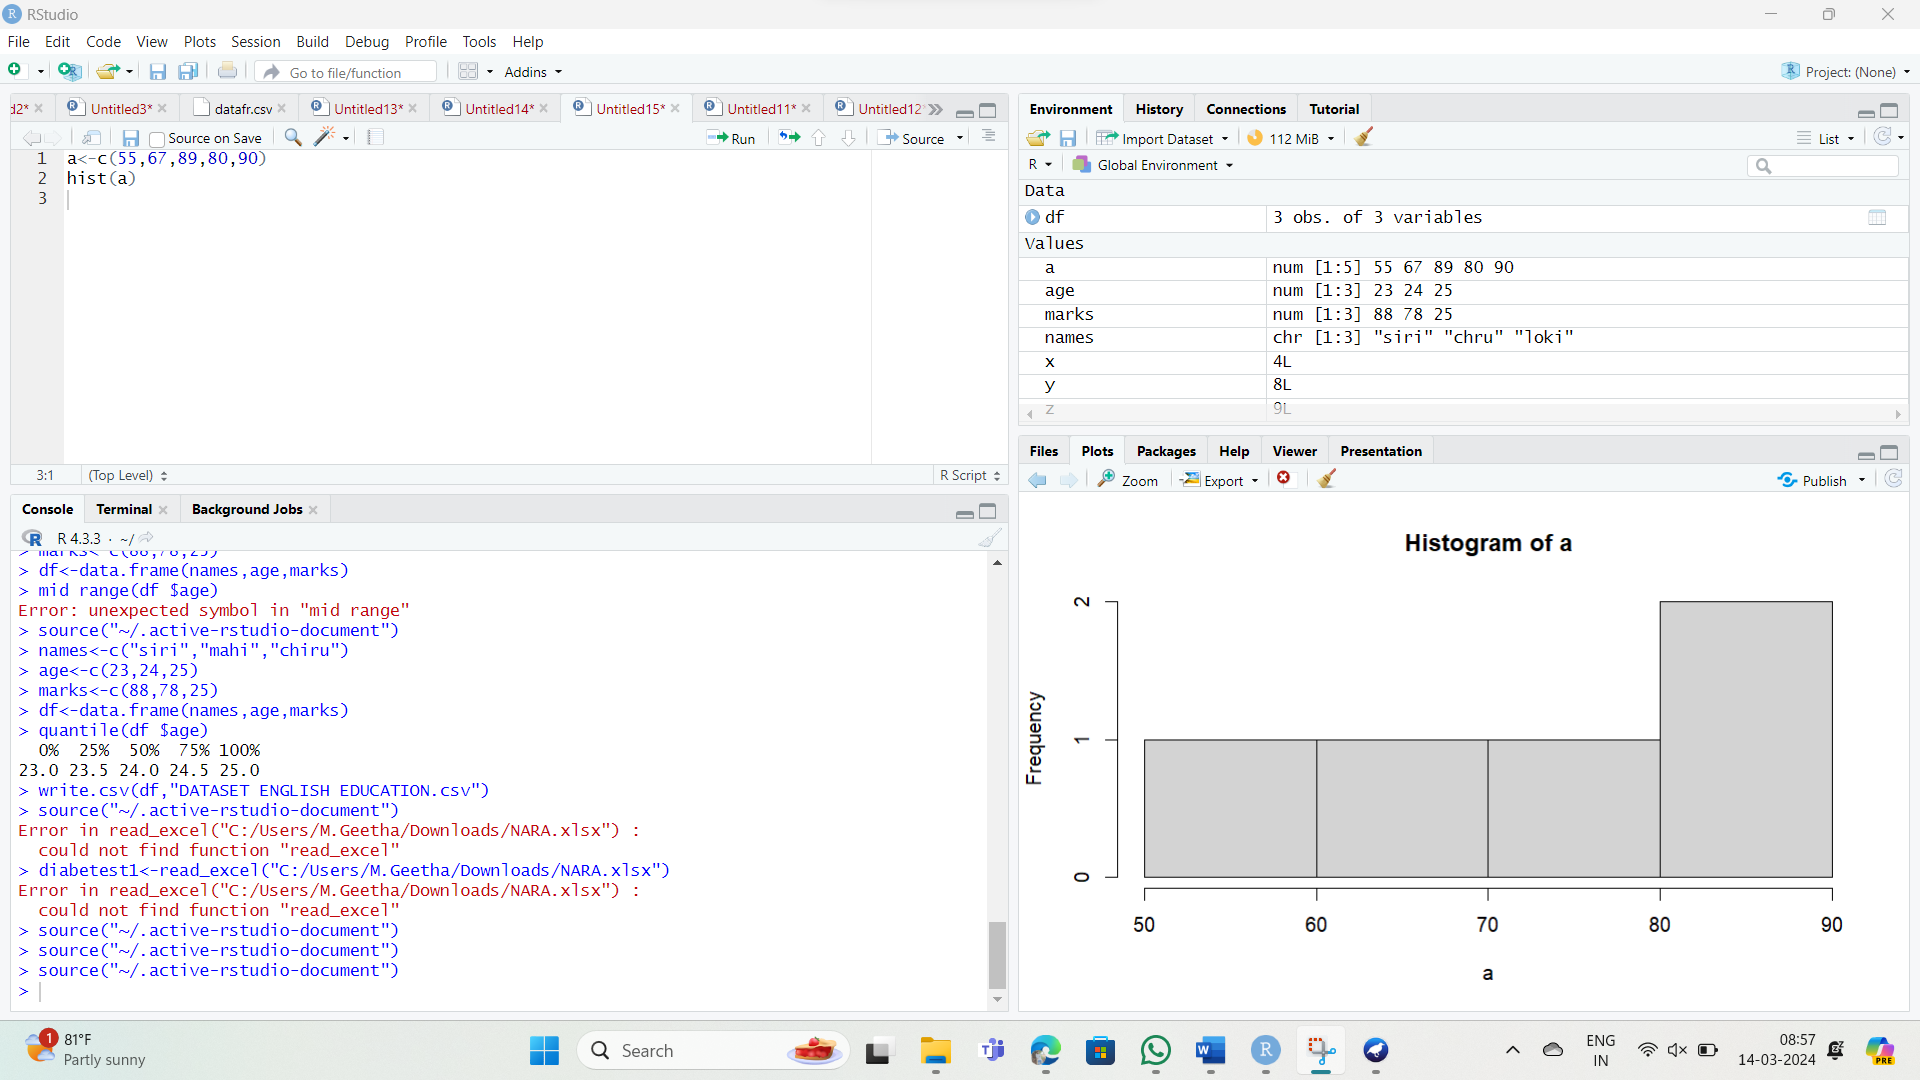 RStudio
File Edit Code View Plots Session Build Debug Profile Tools Help
Go to file/function Addins Project: (None)
d2* Untitled3* datafr.csv Untitled13* Untitled14* Untitled15* Untitled11* Untitled12
Source on Save Run Source
1 a<-c(55,67,89,80,90)
2 hist(a)
3
3:1 (Top Level) R Script
Console Terminal Background Jobs
R 4.3.3 · ~/
> marks<-c(88,78,25)
> df<-data.frame(names,age,marks)
> mid range(df $age)
Error: unexpected symbol in "mid range"
> source("~/.active-rstudio-document")
> names<-c("siri","mahi","chiru")
> age<-c(23,24,25)
> marks<-c(88,78,25)
> df<-data.frame(names,age,marks)
> quantile(df $age)
0% 25% 50% 75% 100%
23.0 23.5 24.0 24.5 25.0
> write.csv(df,"DATASET ENGLISH EDUCATION.csv")
> source("~/.active-rstudio-document")
Error in read_excel("C:/Users/M.Geetha/Downloads/NARA.xlsx") :
could not find function "read_excel"
> diabetest1<-read_excel("C:/Users/M.Geetha/Downloads/NARA.xlsx")
Error in read_excel("C:/Users/M.Geetha/Downloads/NARA.xlsx") :
could not find function "read_excel"
> source("~/.active-rstudio-document")
> source("~/.active-rstudio-document")
> source("~/.active-rstudio-document")
>
Environment History Connections Tutorial
Import Dataset 112 MiB List
R Global Environment
Data
df 3 obs. of 3 variables
Values
a num [1:5] 55 67 89 80 90
age num [1:3] 23 24 25
marks num [1:3] 88 78 25
names chr [1:3] "siri" "chru" "loki"
x 4L
y 8L
z 9L
Files Plots Packages Help Viewer Presentation
Zoom Export Publish
Histogram of a
Frequency
2
1
0
50 60 70 80 90
a
1 81°F
Partly sunny
Search
ENG
IN
08:57
14-03-2024
PRE